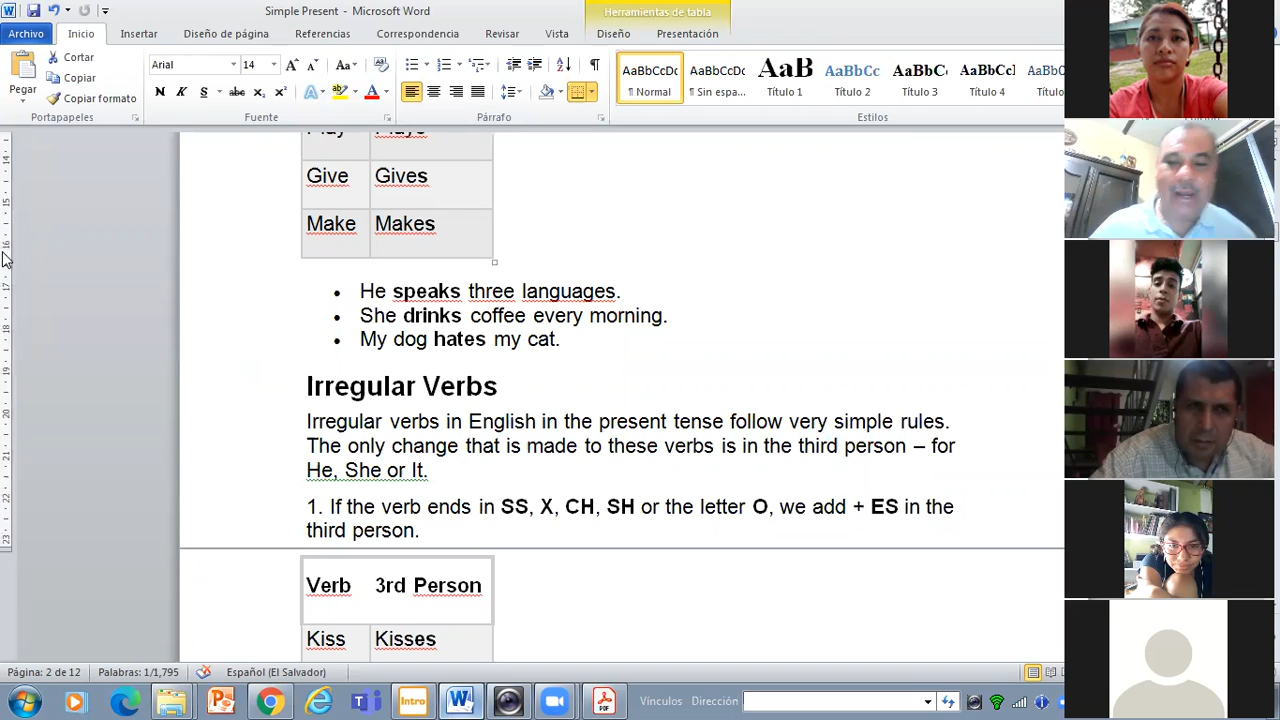 Simple Present - Microsoft Word
Herramientas de tabla
Archivo Inicio Insertar Diseño de página Referencias Correspondencia Revisar Vista Diseño Presentación
Cortar
Copiar
Copiar formato
Pegar
Portapapeles
Arial 14
Fuente
Párrafo
AaBbCcDc AaBbCcDc AaB AaBbCc AaBbC AaBbCcI
¶ Normal ¶ Sin espa... Título 1 Título 2 Título 3 Título 4
Estilos
Give Gives
Make Makes
• He speaks three languages.
• She drinks coffee every morning.
• My dog hates my cat.
Irregular Verbs
Irregular verbs in English in the present tense follow very simple rules.
The only change that is made to these verbs is in the third person – for
He, She or It.
1. If the verb ends in SS, X, CH, SH or the letter O, we add + ES in the
third person.
Verb 3rd Person
Kiss Kisses
Página: 2 de 12 Palabras: 1/1,795 Español (El Salvador)
Intro
PDF
Vínculos Dirección